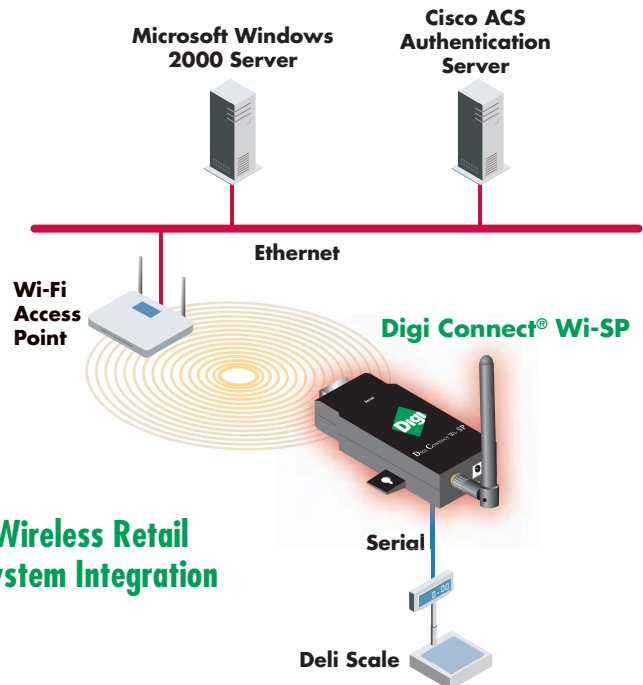 Microsoft Windows
2000 Server
Cisco ACS
Authentication
Server
Ethernet
Wi-Fi
Access
Point
Digi Connect® Wi-SP
Serial
Digi
DIGI CONNECT WI-SP
Wireless Retail
ystem Integration
Serial
0-00
Deli Scale